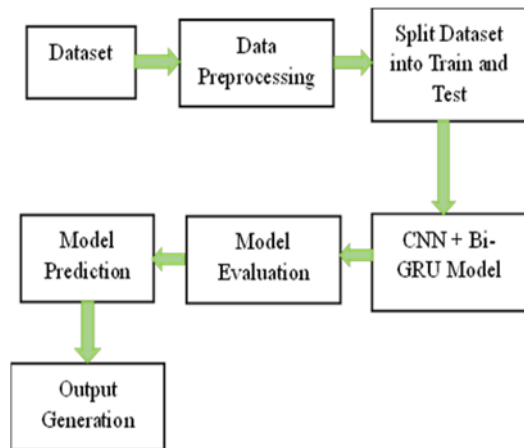 Dataset
Data
Preprocessing
Split Dataset
into Train and
Test
CNN + Bi-
GRU Model
Model
Evaluation
Model
Prediction
Output
Generation